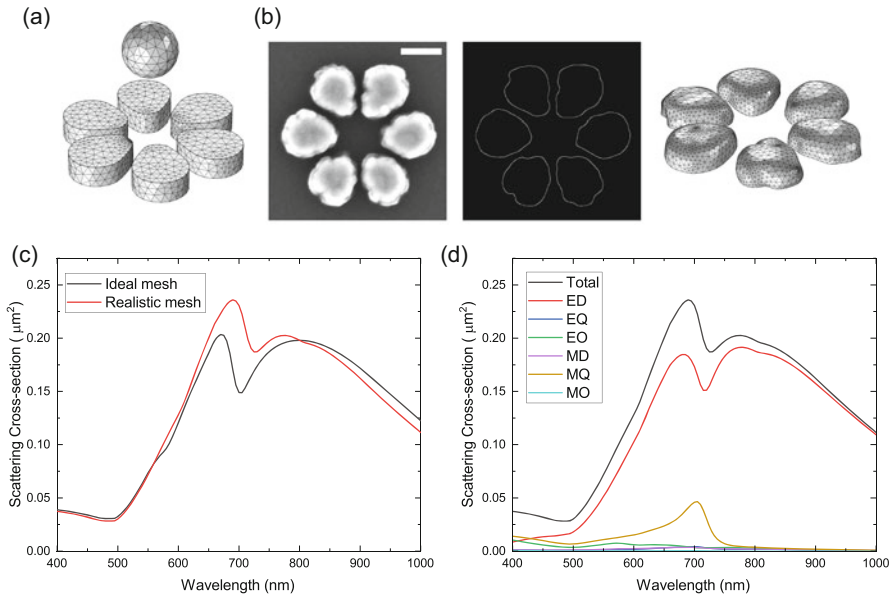 (a)
(b)
(c)
Scattering Cross-section ( μm²)
0.25
0.20
0.15
0.10
0.05
0.00
Ideal mesh
Realistic mesh
400 500 600 700 800 900 1000
Wavelength (nm)
(d)
Scattering Cross-section ( μm²)
0.25
0.20
0.15
0.10
0.05
0.00
Total
ED
EQ
EO
MD
MQ
MO
400 500 600 700 800 900 1000
Wavelength (nm)